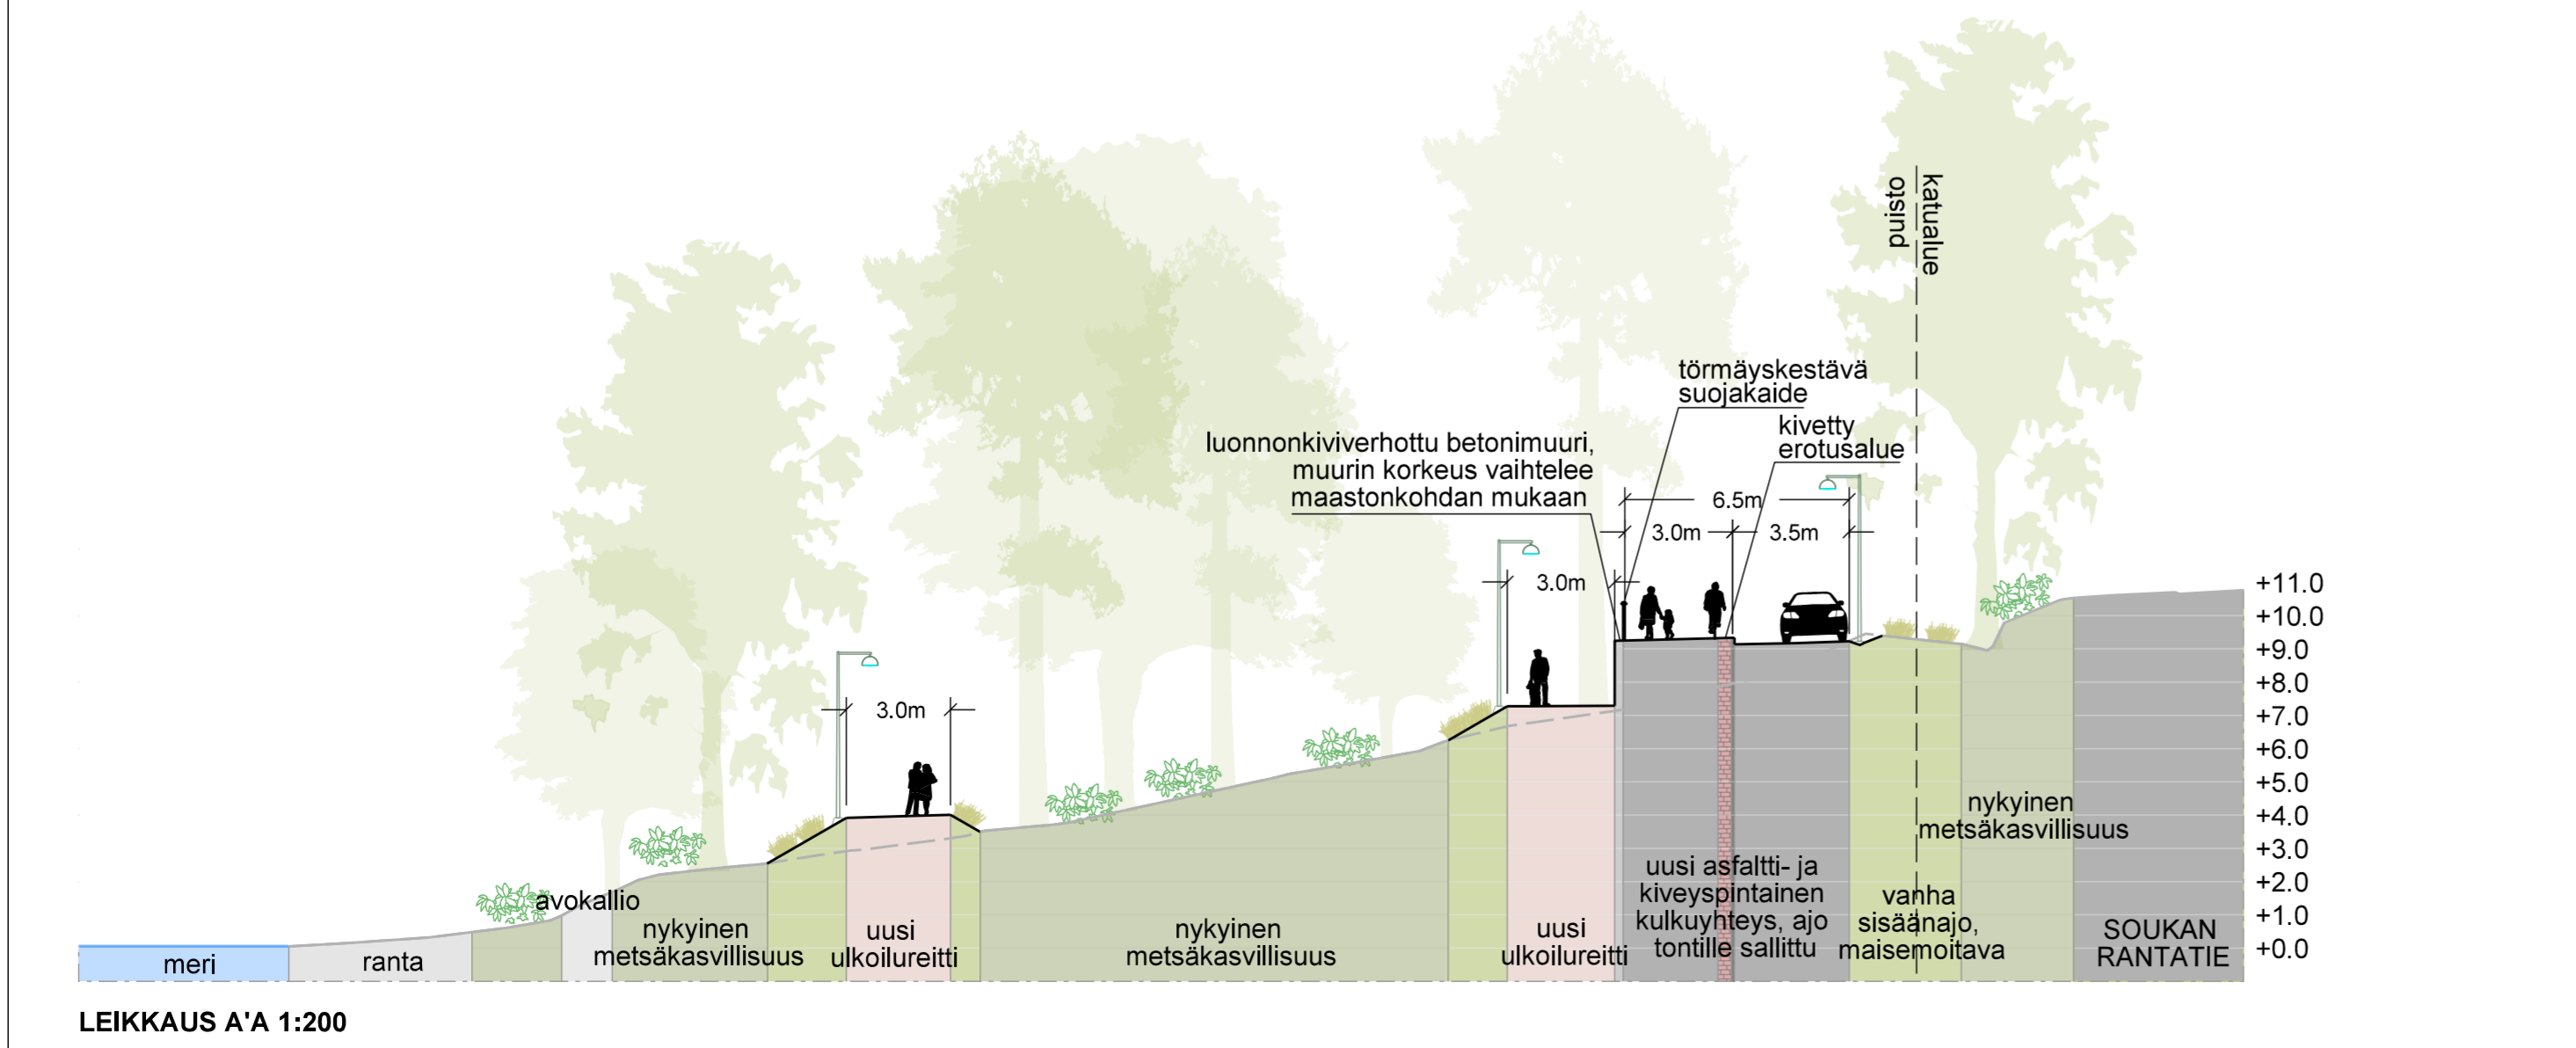 puisto
katualue
törmäyskestävä
suojakaide
kivetty
erotusalue
luonnonkiviverhottu betonimuuri,
muurin korkeus vaihtelee
maastonkohdan mukaan
6.5m
3.0m
3.5m
3.0m
3.0m
+11.0
+10.0
+9.0
+8.0
+7.0
+6.0
+5.0
+4.0
+3.0
+2.0
+1.0
+0.0
meri
ranta
avokallio
nykyinen
metsäkasvillisuus
uusi
ulkoilureitti
nykyinen
metsäkasvillisuus
uusi
ulkoilureitti
uusi asfaltti- ja
kiveyspintainen
kulkuyhteys, ajo
tontille sallittu
vanha
sisäänajo,
maisemoitava
nykyinen
metsäkasvillisuus
SOUKAN
RANTATIE
LEIKKAUS A'A 1:200